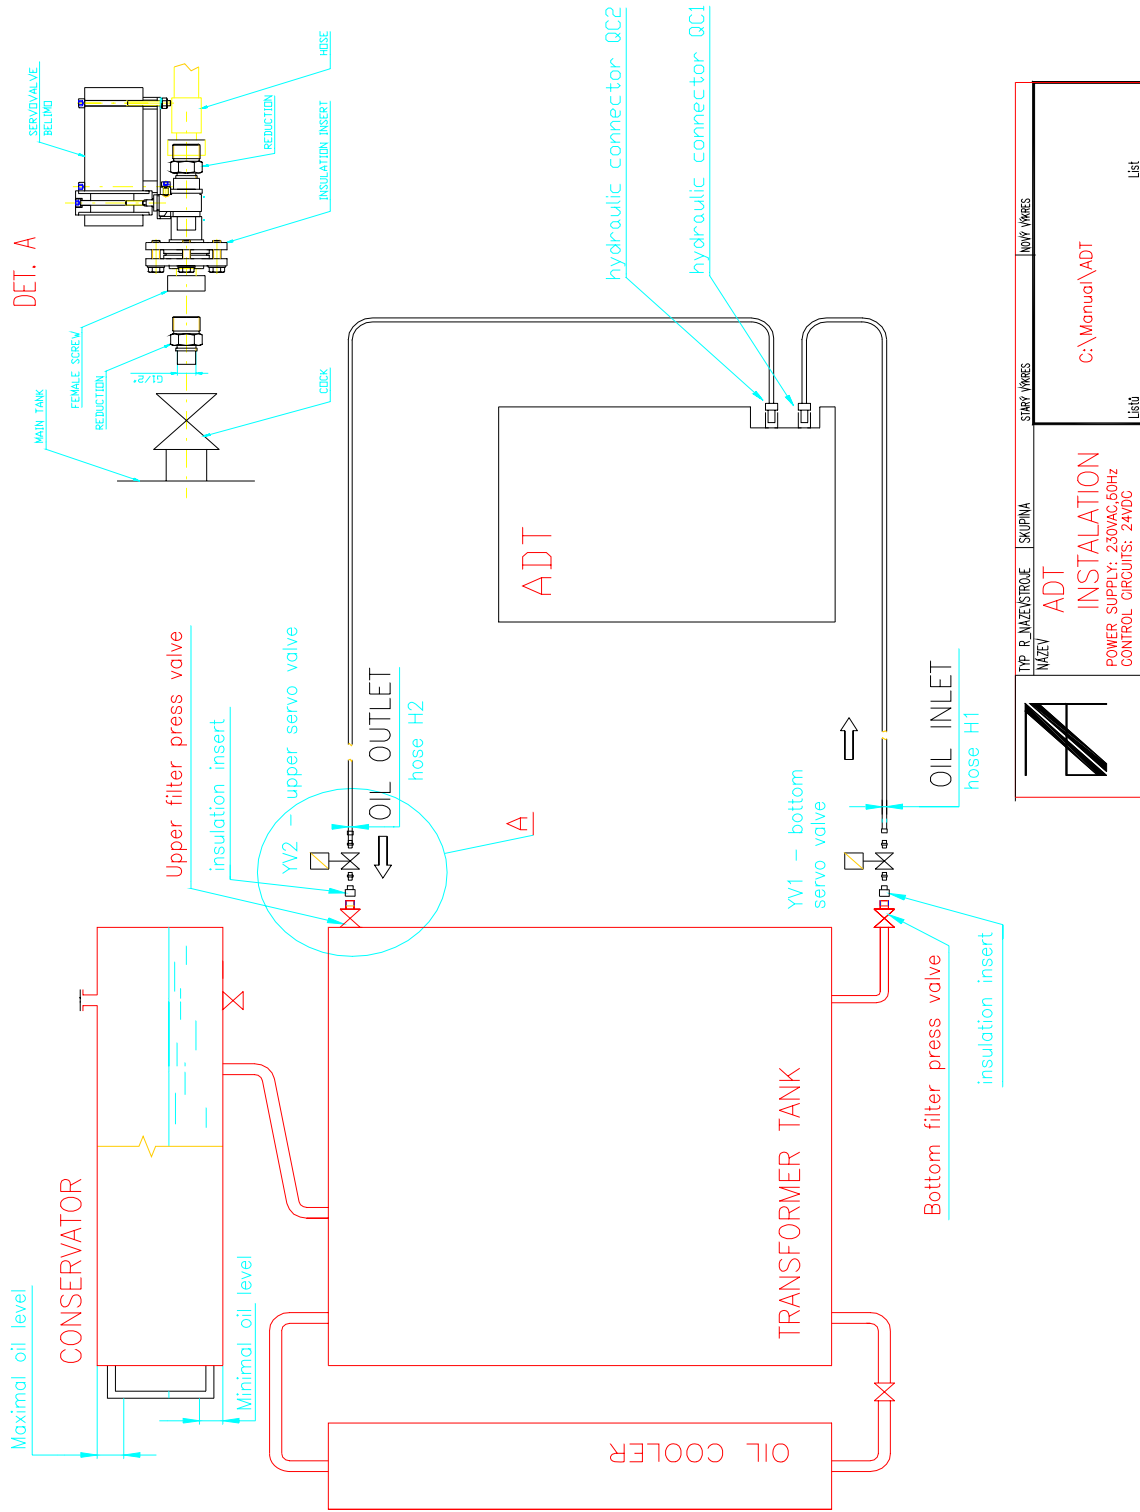 DET. A
SERVOVALVE
BELIMO
HOSE
REDUCTION
INSULATION INSERT
FEMALE SCREW
REDUCTION
MAIN TANK
G1/2"
COCK
hydraulic connector QC2
hydraulic connector QC1
ADT
Upper filter press valve
insulation insert
YV2 - upper servo valve
OIL OUTLET
hose H2
A
YV1 - bottom
servo valve
OIL INLET
hose H1
Bottom filter press valve
insulation insert
CONSERVATOR
Maximal oil level
Minimal oil level
TRANSFORMER TANK
OIL COOLER
TYP R_NAZEVSTROJE
SKUPINA
STARÝ VÝKRES
NOVÝ VÝKRES
NÁZEV
ADT
INSTALATION
POWER SUPPLY: 230VAC,50Hz
CONTROL CIRCUITS: 24VDC
C:\Manual\ADT
Listů
List